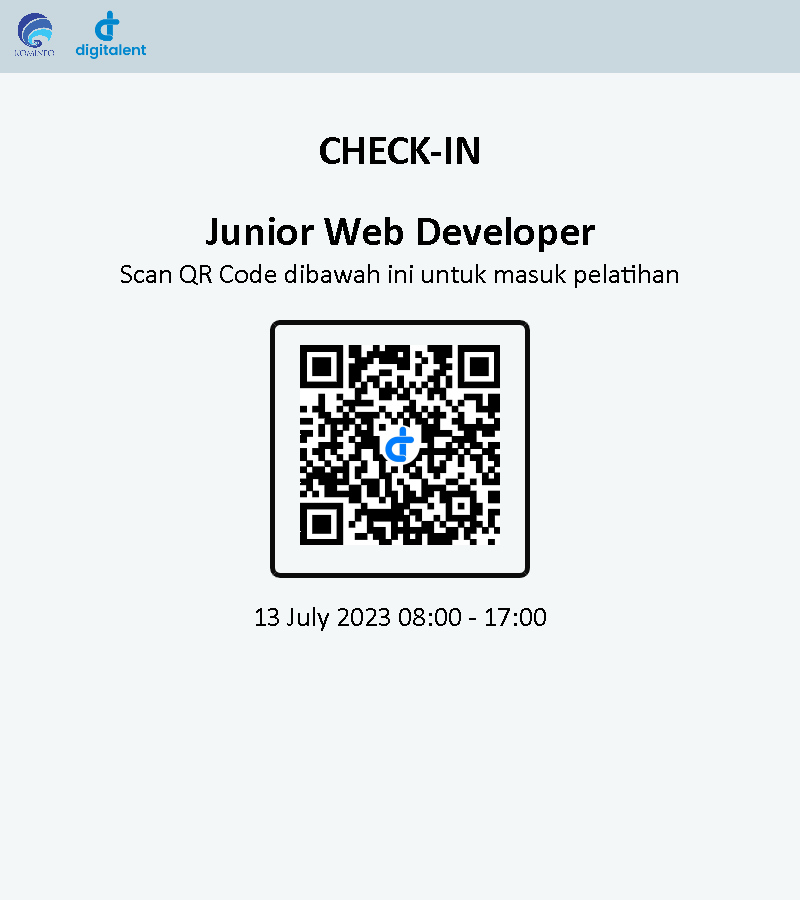 KOMINFO
digitalent
CHECK-IN
Junior Web Developer
Scan QR Code dibawah ini untuk masuk pelatihan
13 July 2023 08:00 - 17:00